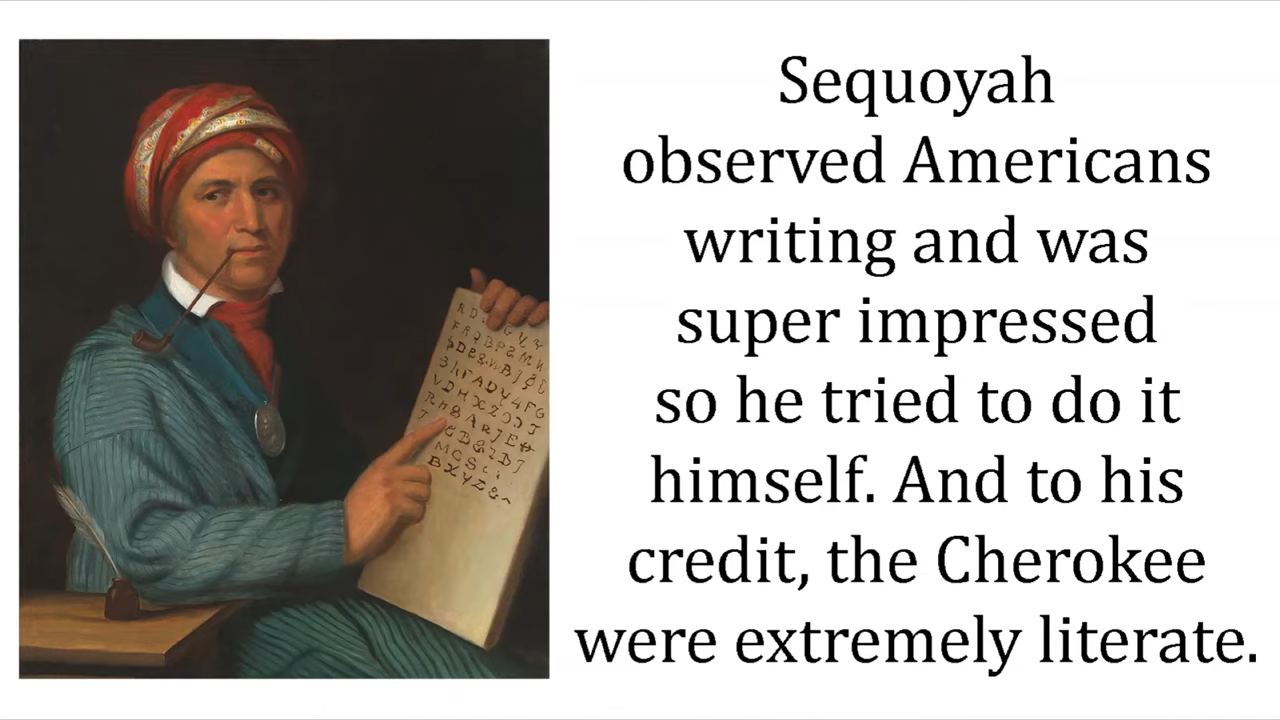 Sequoyah
observed Americans
writing and was
super impressed
so he tried to do it
himself. And to his
credit, the Cherokee
were extremely literate.